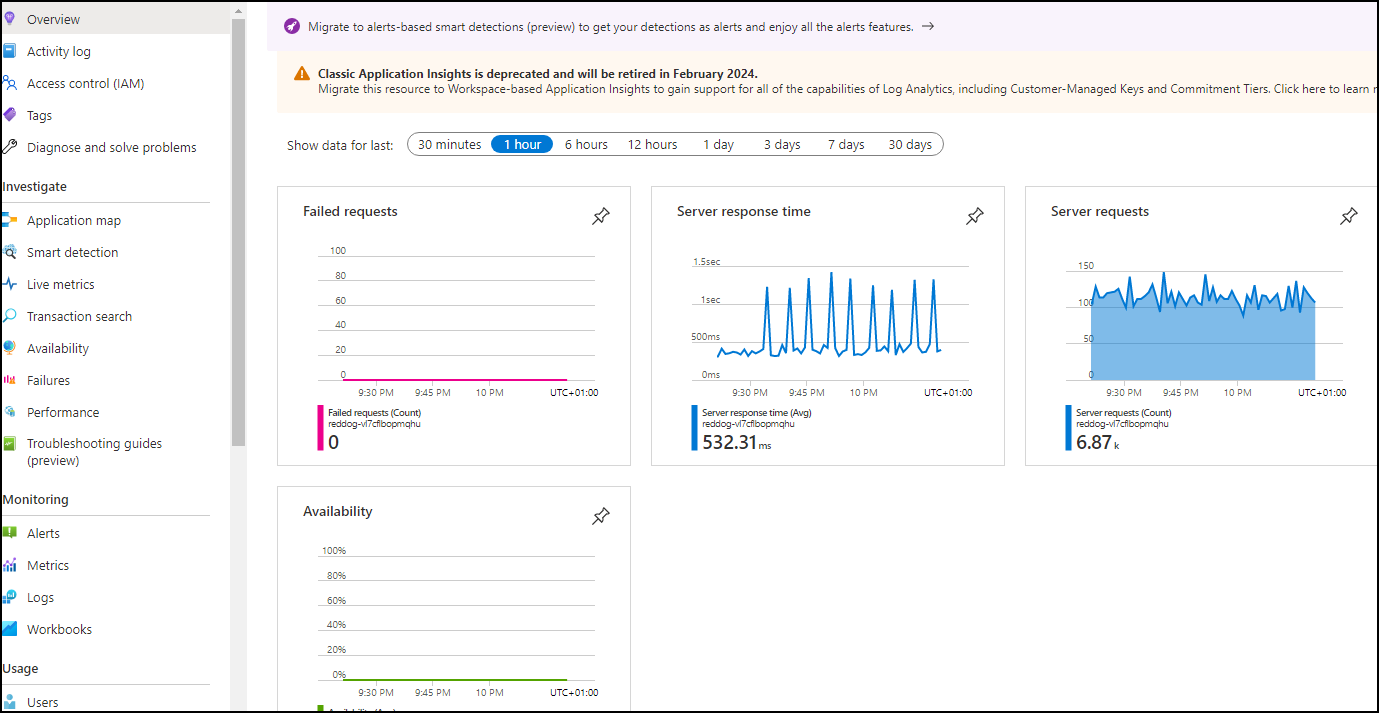 Overview
Activity log
Access control (IAM)
Tags
Diagnose and solve problems
Investigate
Application map
Smart detection
Live metrics
Transaction search
Availability
Failures
Performance
Troubleshooting guides
(preview)
Monitoring
Alerts
Metrics
Logs
Workbooks
Usage
Users
Migrate to alerts-based smart detections (preview) to get your detections as alerts and enjoy all the alerts features. →
Classic Application Insights is deprecated and will be retired in February 2024.
Migrate this resource to Workspace-based Application Insights to gain support for all of the capabilities of Log Analytics, including Customer-Managed Keys and Commitment Tiers. Click here to learn
Show data for last: 30 minutes 1 hour 6 hours 12 hours 1 day 3 days 7 days 30 days
Failed requests
100
80
60
40
20
0
9:30 PM 9:45 PM 10 PM UTC+01:00
Failed requests (Count)
reddog-vl7cflbopmqhu
0
Server response time
1.5sec
1sec
500ms
0ms
9:30 PM 9:45 PM 10 PM UTC+01:00
Server response time (Avg)
reddog-vl7cflbopmqhu
532.31 ms
Server requests
150
100
50
0
9:30 PM 9:45 PM 10 PM UTC+01:00
Server requests (Count)
reddog-vl7cflbopmqhu
6.87 k
Availability
100%
80%
60%
40%
20%
0%
9:30 PM 9:45 PM 10 PM UTC+01:00